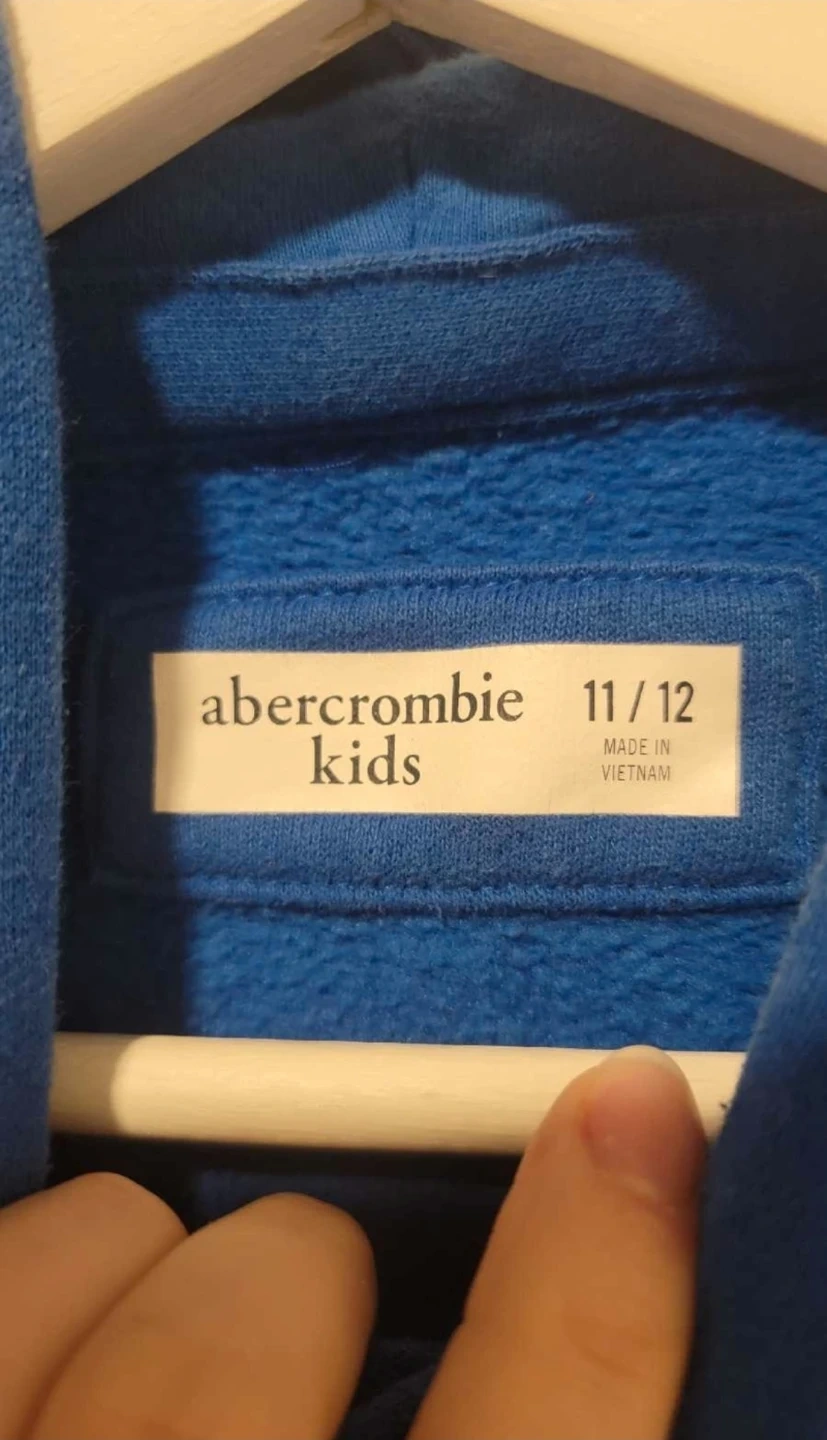 abercrombie
kids
11 / 12
MADE IN
VIETNAM